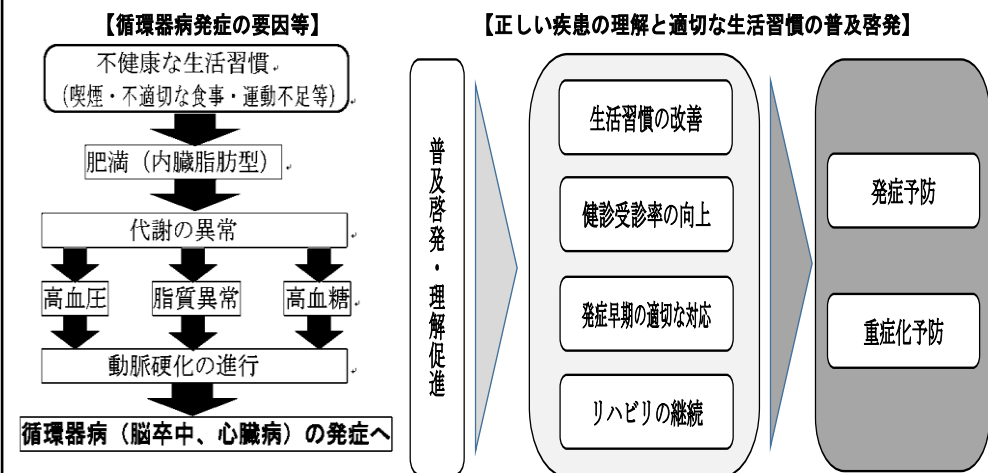 【循環器病発症の要因等】
不健康な生活習慣
（喫煙・不適切な食事・運動不足等）
肥満（内臓脂肪型）
代謝の異常
高血圧
脂質異常
高血糖
動脈硬化の進行
循環器病（脳卒中、心臓病）の発症へ
【正しい疾患の理解と適切な生活習慣の普及啓発】
普及啓発・理解促進
生活習慣の改善
健診受診率の向上
発症早期の適切な対応
リハビリの継続
発症予防
重症化予防